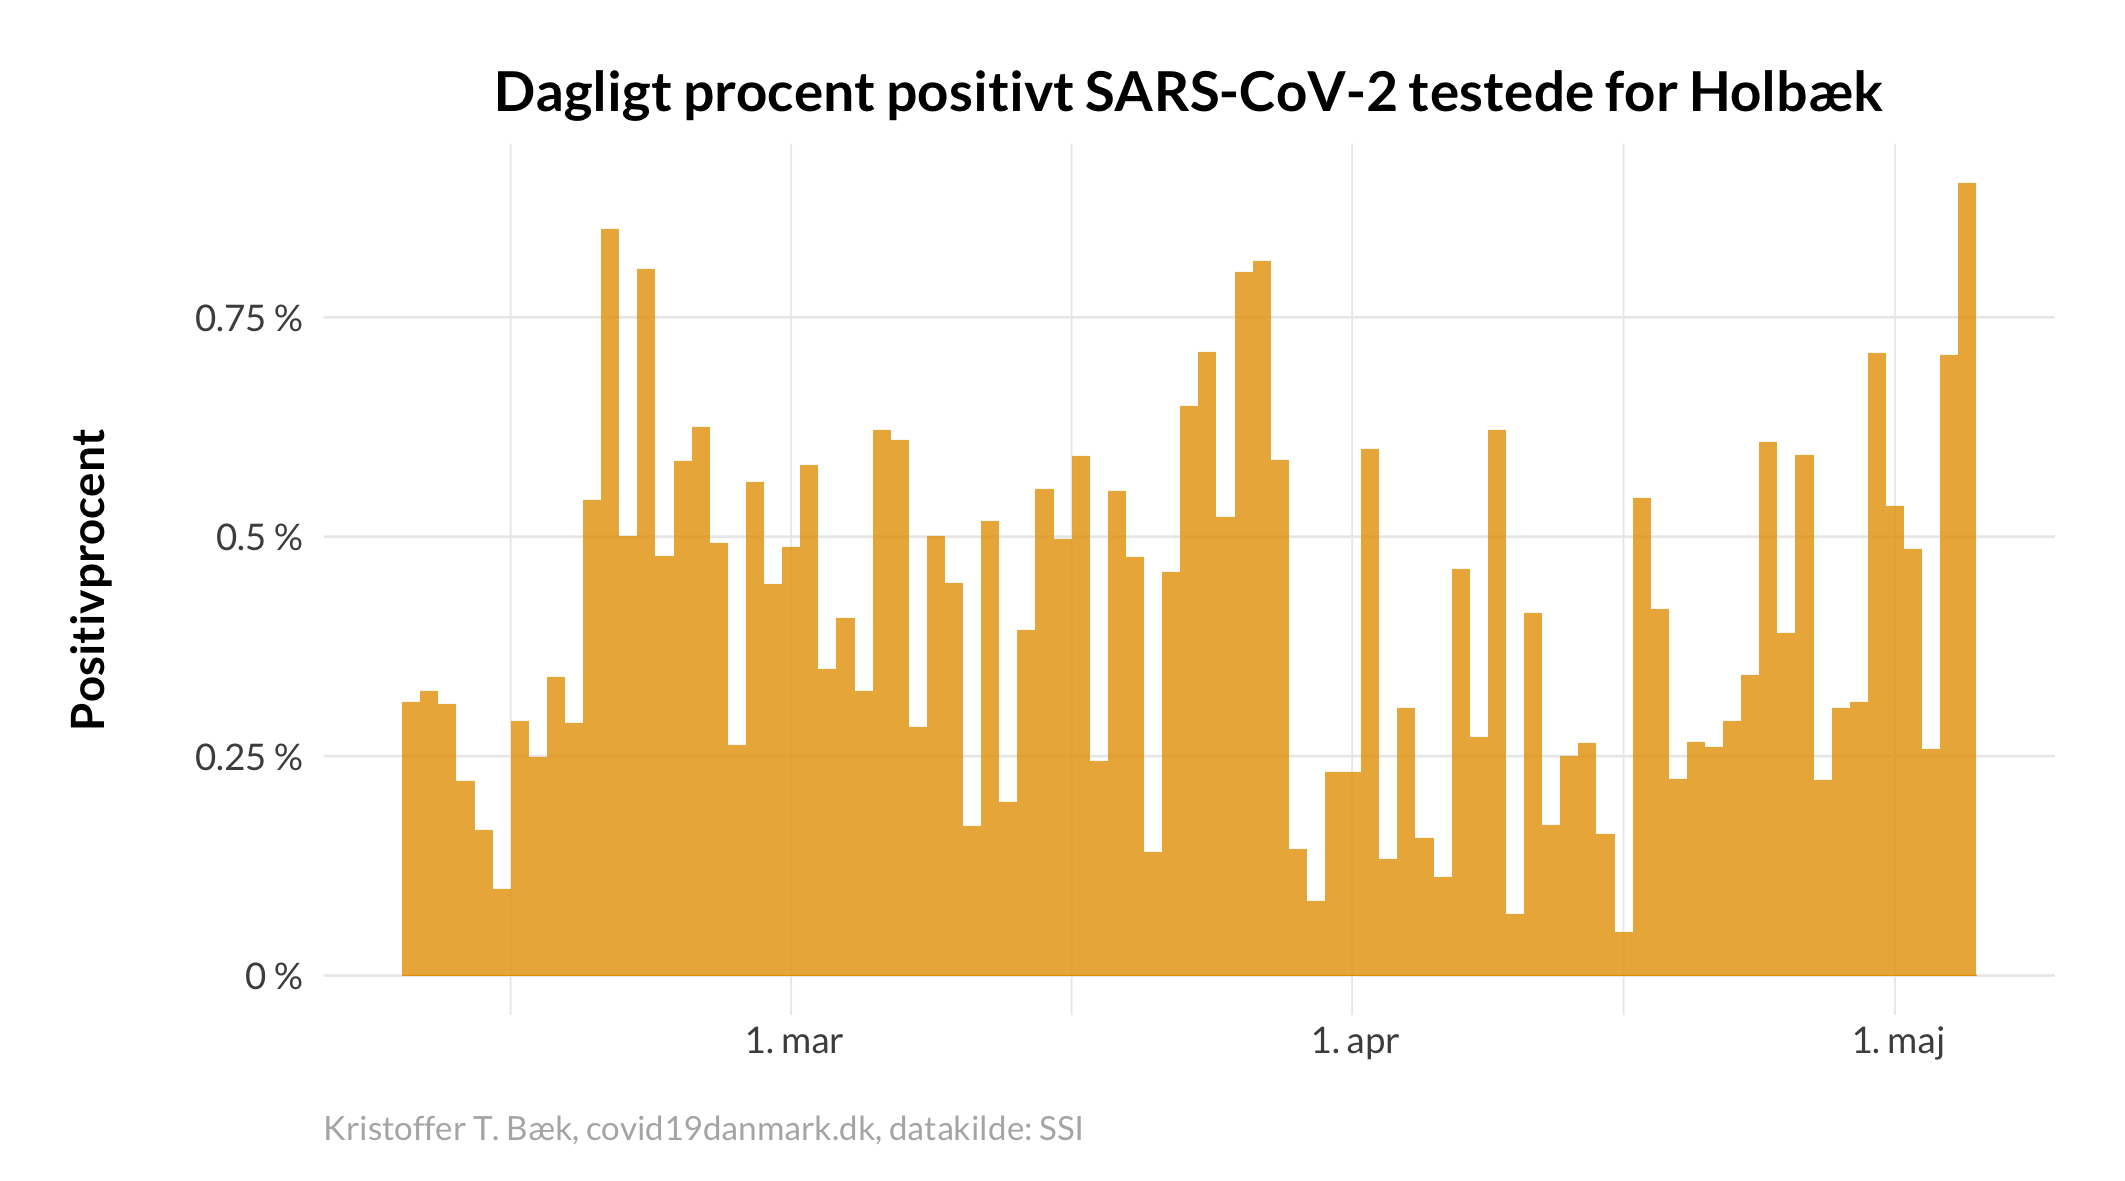 Dagligt procent positivt SARS-CoV-2 testede for Holbæk
Positivprocent
0.75 %
0.5 %
0.25 %
0 %
1. mar
1. apr
1. maj
Kristoffer T. Bæk, covid19danmark.dk, datakilde: SSI